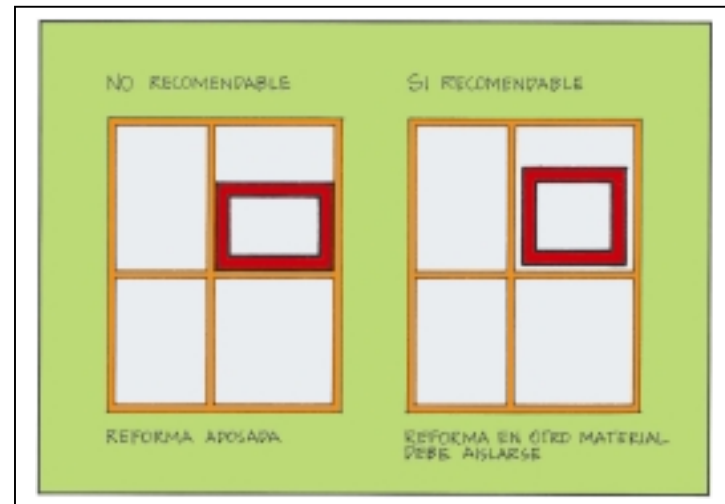 NO RECOMENDABLE
SI RECOMENDABLE
REFORMA ADOSADA
REFORMA EN OTRO MATERIAL
DEBE AISLARSE